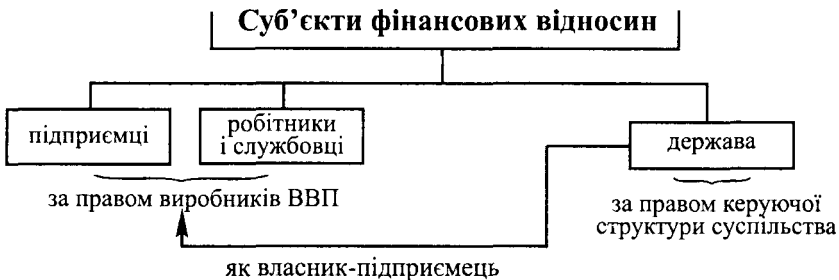 Суб’єкти фінансових відносин
підприємці
робітники
і службовці
держава
за правом виробників ВВП
за правом керуючої
структури суспільства
як власник-підприємець